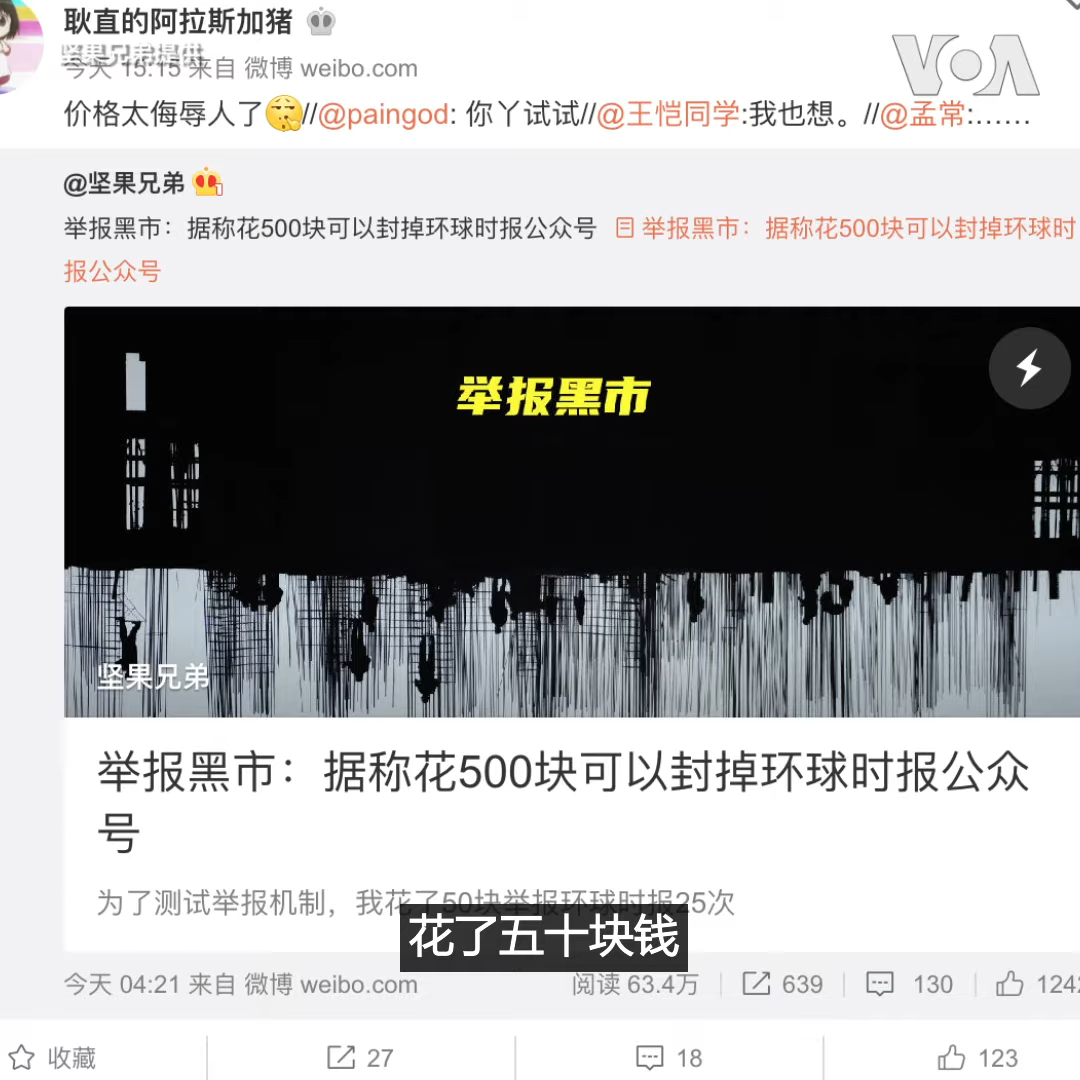 耿直的阿拉斯加猪
坚果兄弟提供
VOA
今天 15:15 来自 微博 weibo.com
价格太侮辱人了//@paingod: 你丫试试//@王恺同学:我也想。//@孟常:……
@坚果兄弟
举报黑市：据称花500块可以封掉环球时报公众号 举报黑市：据称花500块可以封掉环球时
报公众号
举报黑市
坚果兄弟
举报黑市：据称花500块可以封掉环球时报公众
号
为了测试举报机制，我花了50块举报环球时报25次
花了五十块钱
今天 04:21 来自 微博 weibo.com 阅读 63.4万 639 130 1242
收藏 27 18 123